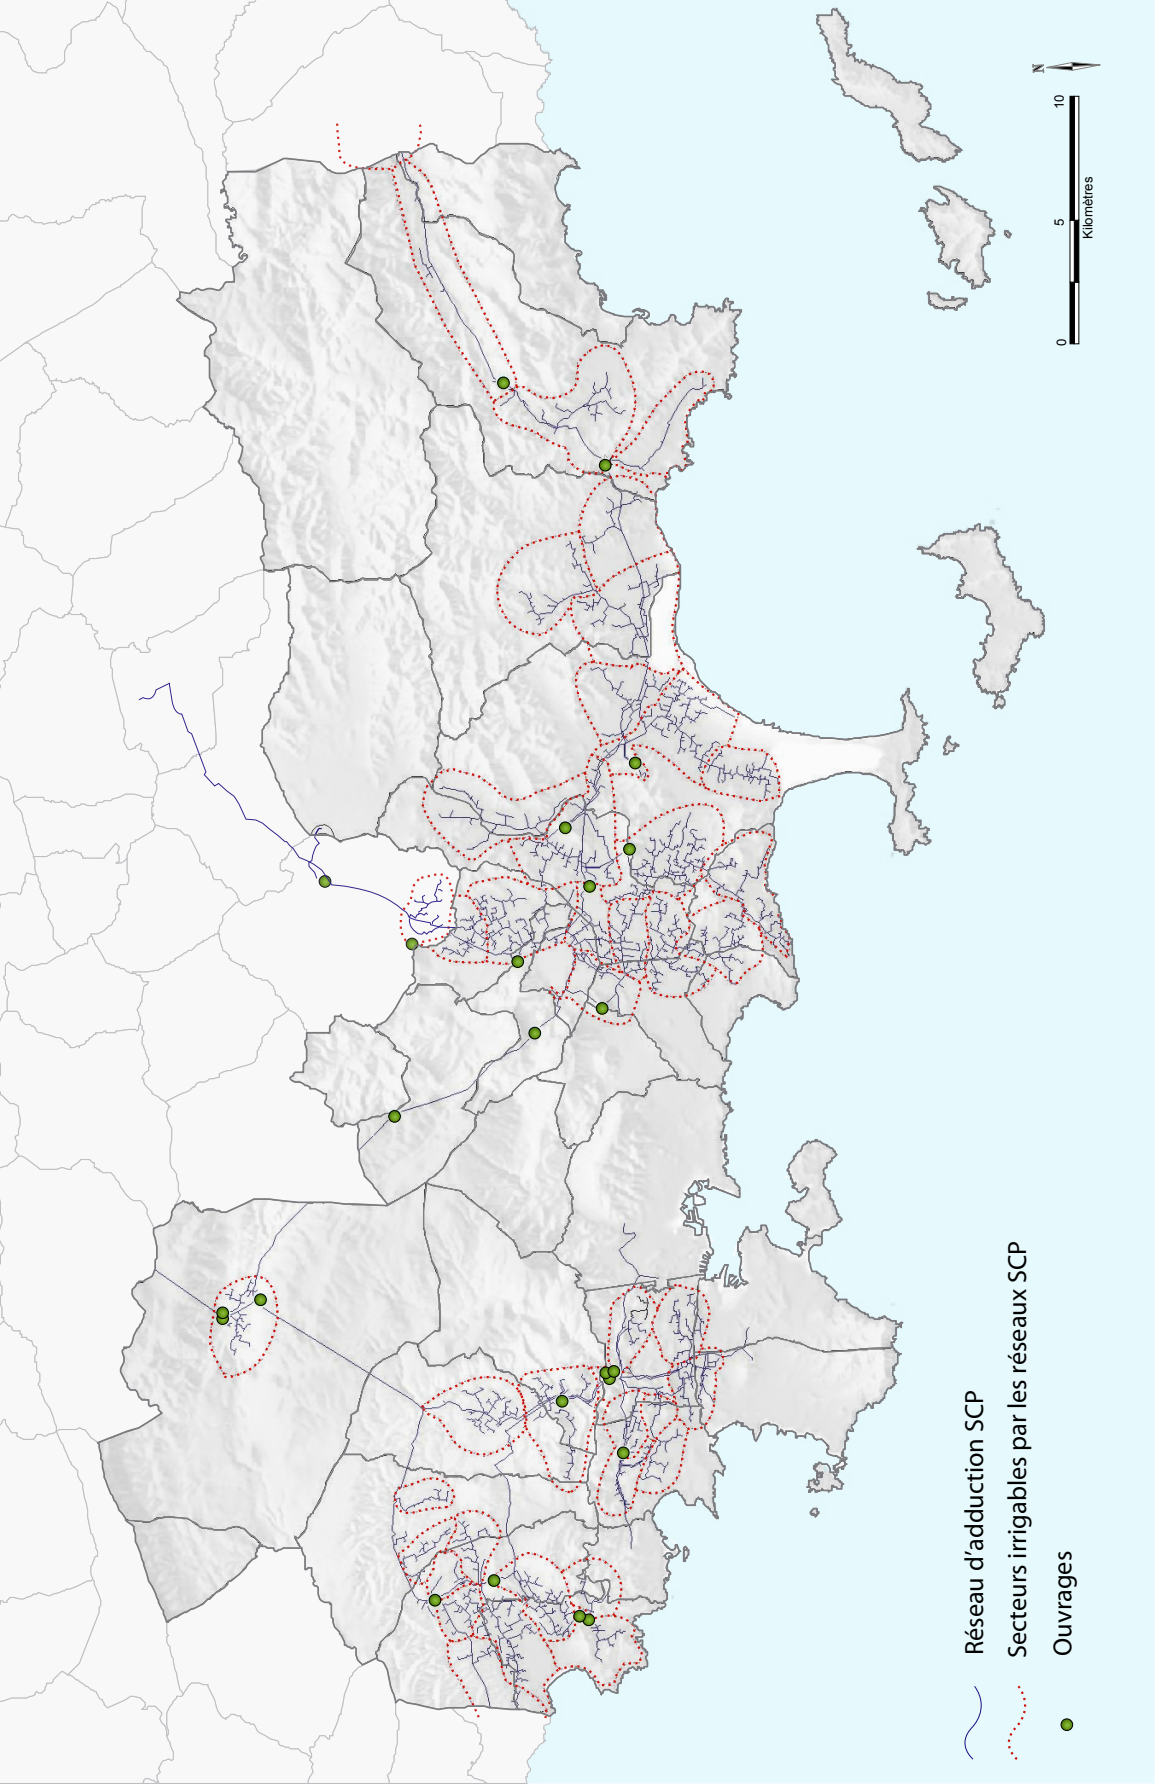 Réseau d'adduction SCP
Secteurs irrigables par les réseaux SCP
Ouvrages
0 5 10
Kilomètres
N